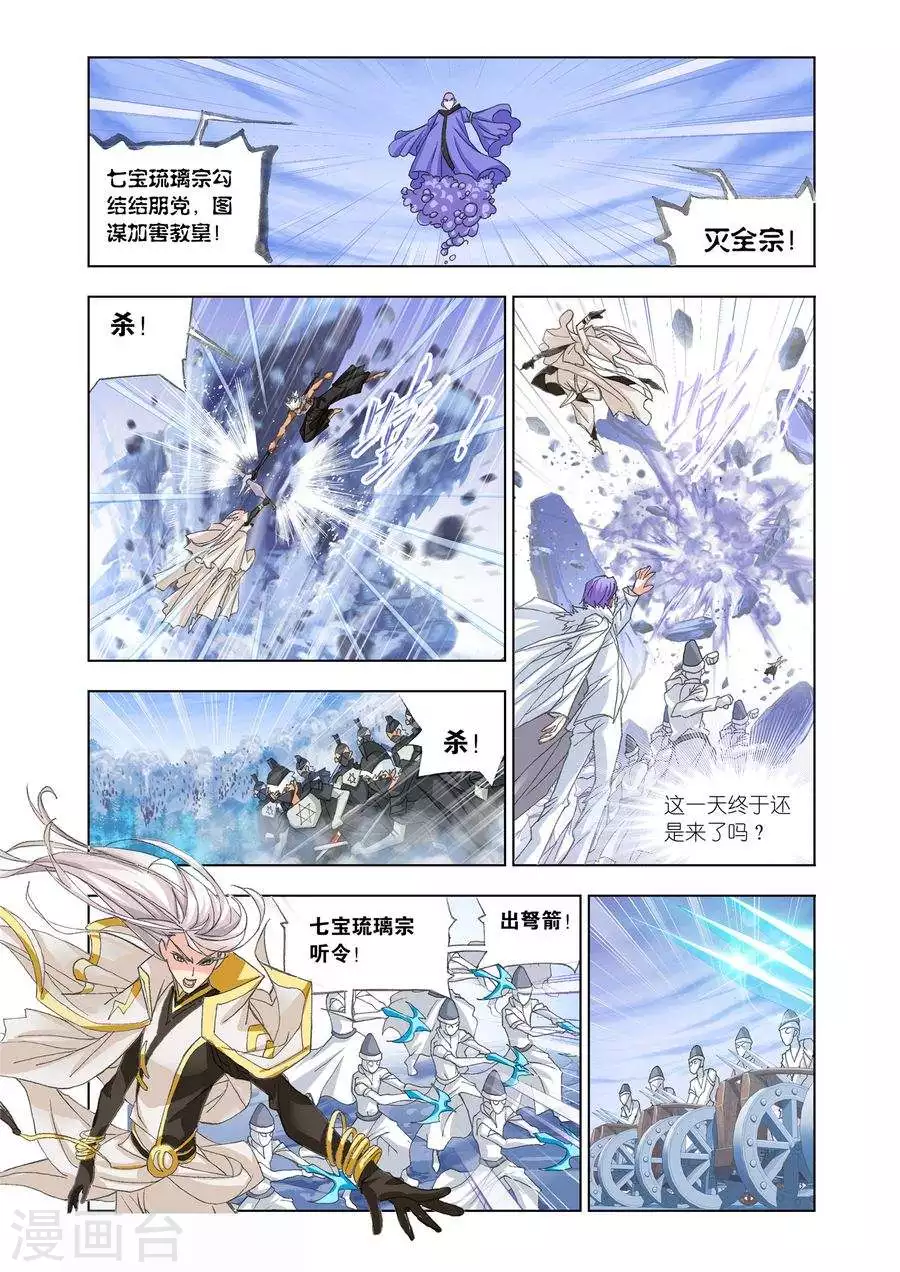 七宝琉璃宗勾
结结朋党，图
谋加害教皇！
灭全宗！
杀！
这一天终于还
是来了吗？
杀！
七宝琉璃宗
听令！
出弩箭！
漫画台